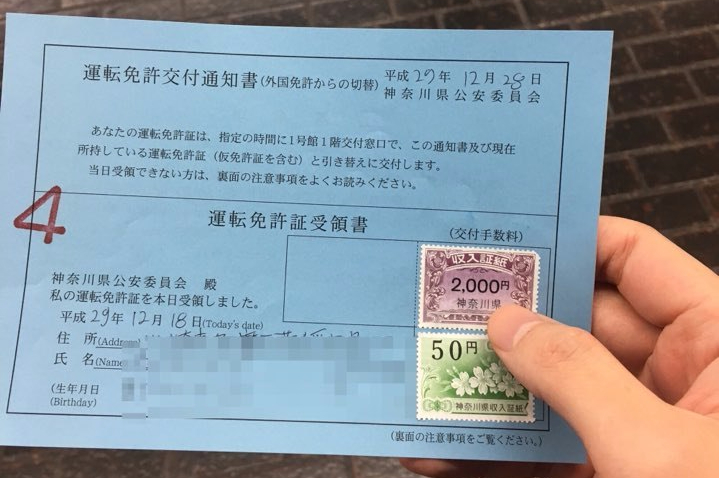 運転免許交付通知書(外国免許からの切替)
平成29年12月28日
神奈川県公安委員会
あなたの運転免許証は、指定の時間に1号館1階交付窓口で、この通知書及び現在
所持している運転免許証(仮免許証を含む)と引き替えに交付します。
当日受領できない方は、裏面の注意事項をよくお読みください。
4
運転免許証受領書
(交付手数料)
収入証紙
2,000円
神奈川県
神奈川県公安委員会 殿
私の運転免許証を本日受領しました。
平成29年12月18日(Today's date)
住所(Address)
氏名(Name)
(生年月日
(Birthday)
50円
神奈川県収入証紙
(裏面の注意事項をご覧ください。)